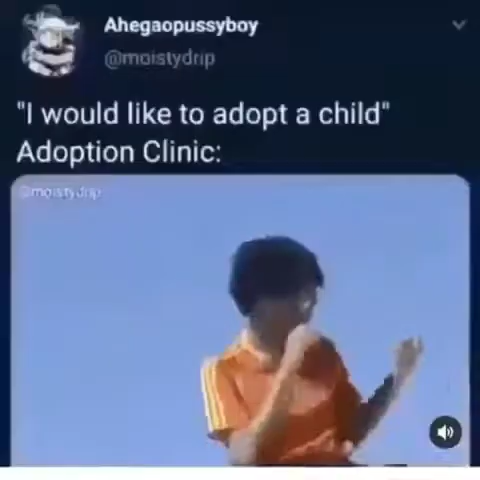 Ahegaopussyboy
@moistydrip
"I would like to adopt a child"
Adoption Clinic:
@moistydrip